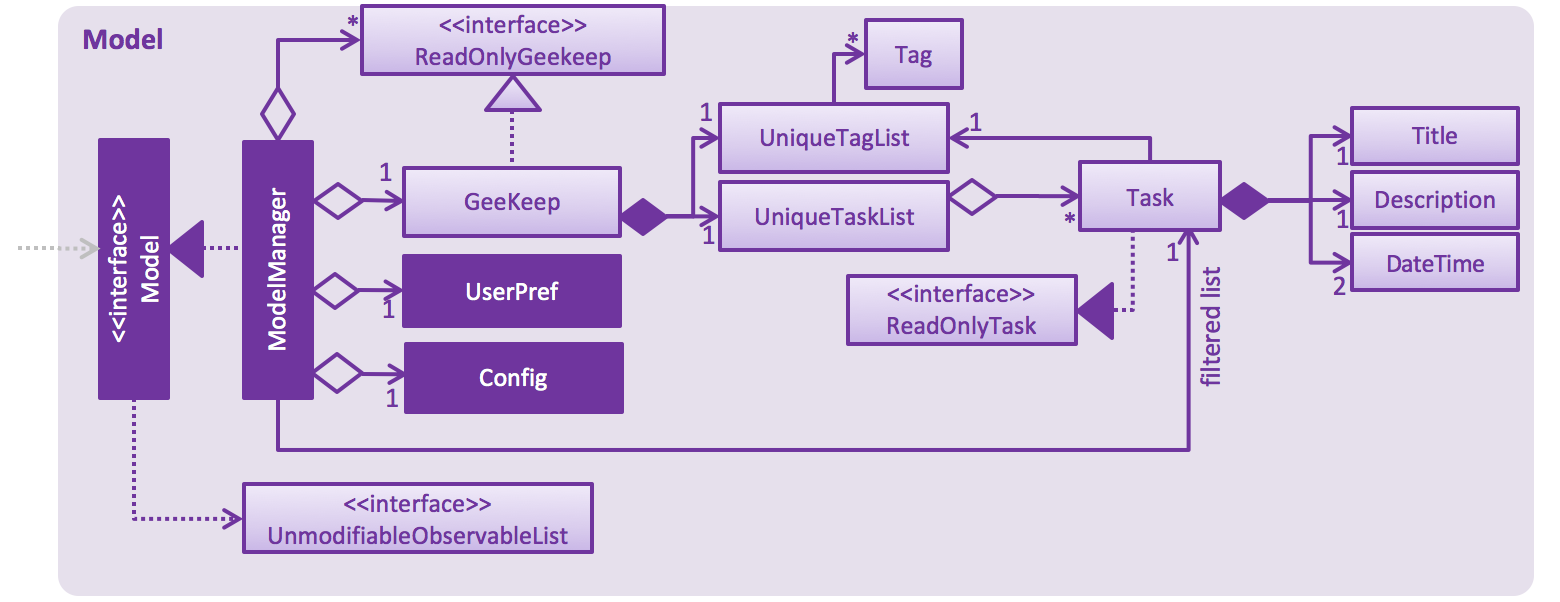 Model
<<interface>>
Model
ModelManager
*
<<interface>>
ReadOnlyGeekeep
1
GeeKeep
1
UserPref
1
Config
<<interface>>
UnmodifiableObservableList
1
UniqueTagList
1
UniqueTaskList
*
Tag
1
*
Task
1
filtered list
<<interface>>
ReadOnlyTask
1
Title
1
Description
2
DateTime